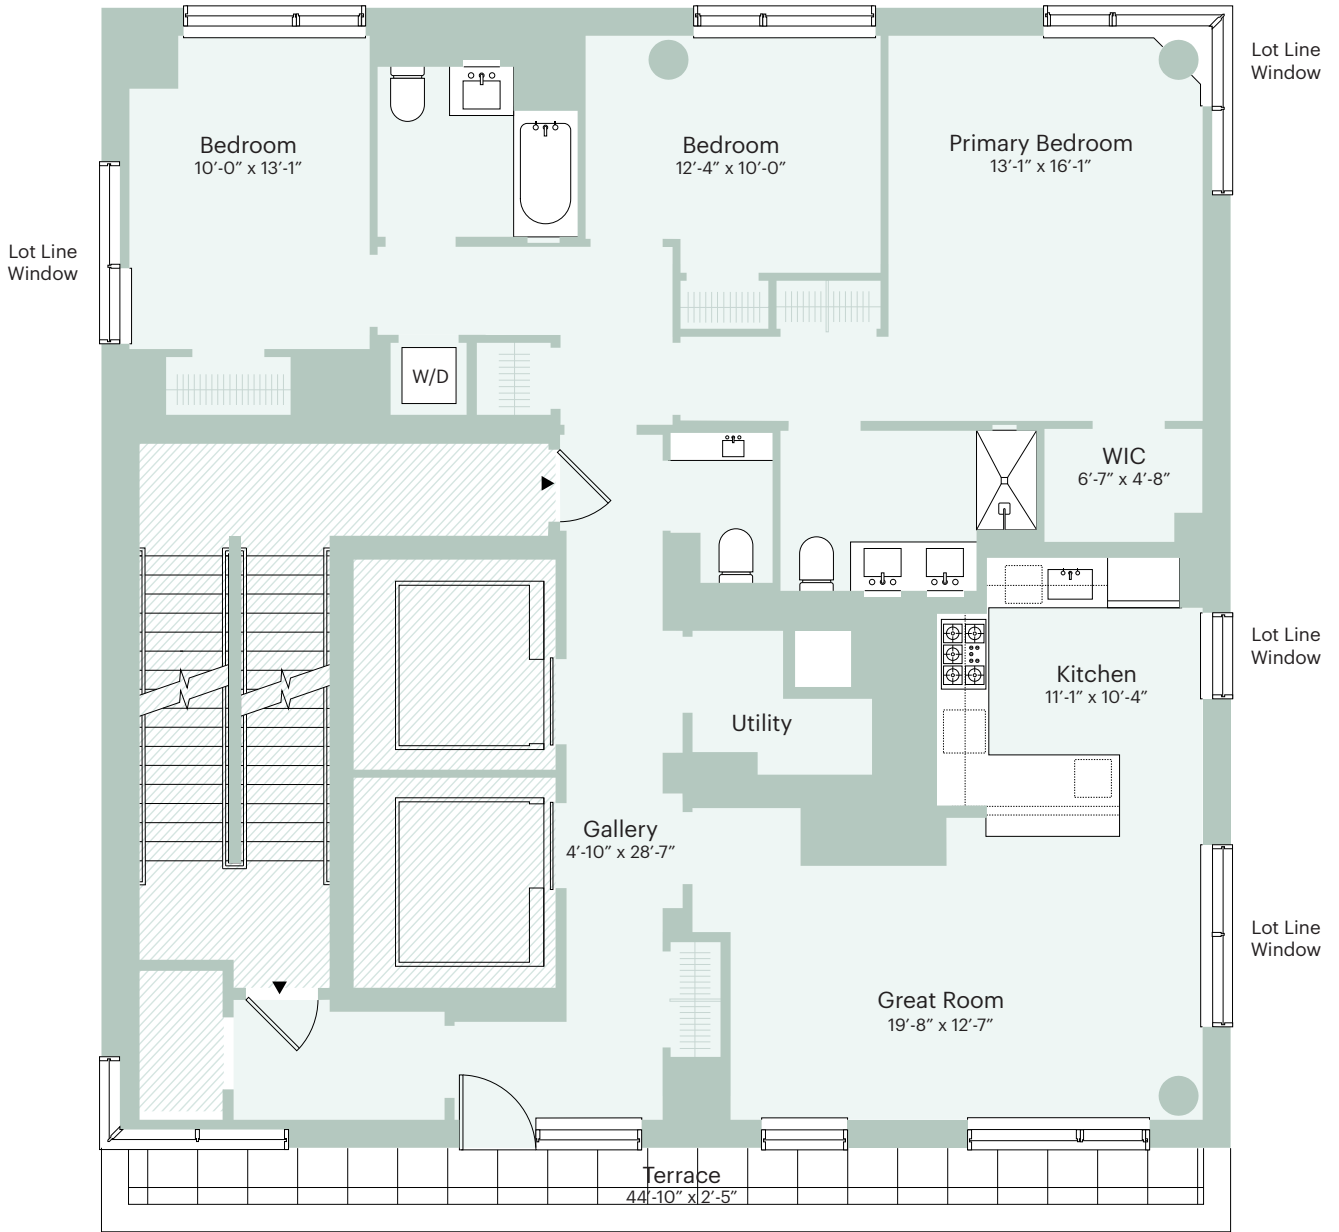 Lot Line
Window
Bedroom
10′-0″ x 13′-1″
Bedroom
12′-4″ x 10′-0″
Primary Bedroom
13′-1″ x 16′-1″
Lot Line
Window
W/D
WIC
6′-7″ x 4′-8″
Lot Line
Window
Kitchen
11′-1″ x 10′-4″
Utility
Gallery
4′-10″ x 28′-7″
Lot Line
Window
Great Room
19′-8″ x 12′-7″
Terrace
44′-10″ x 2′-5″